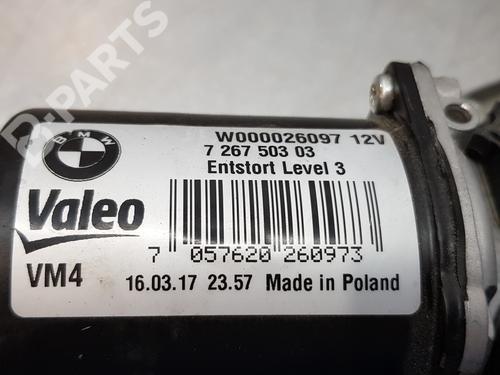 B-PARTS
BMW
W000026097 12V
7 267 503 03
Entstort Level 3
Valeo
7 057620 260973
VM4 16.03.17 23.57 Made in Poland